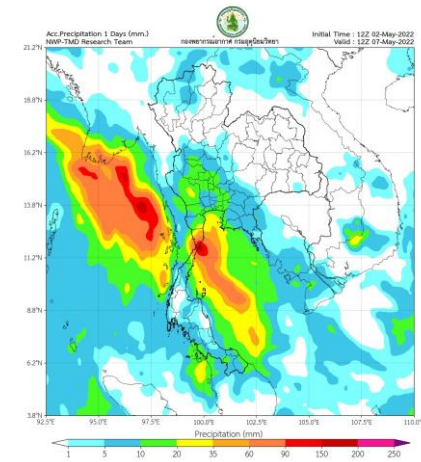 Acc.Precipitation 1 Days (mm.)
NWP-TMD Research Team
กองพยากรณ์อากาศ กรมอุตุนิยมวิทยา
Initial Time : 12Z 02-May-2022
Valid : 12Z 07-May-2022
21.2°N
18.8°N
16.2°N
13.8°N
11.2°N
8.8°N
6.2°N
3.8°N
92.5°E 95.0°E 97.5°E 100.0°E 102.5°E 105.0°E 107.5°E 110.0°E
Precipitation (mm)
1 5 10 20 35 60 90 150 200 250